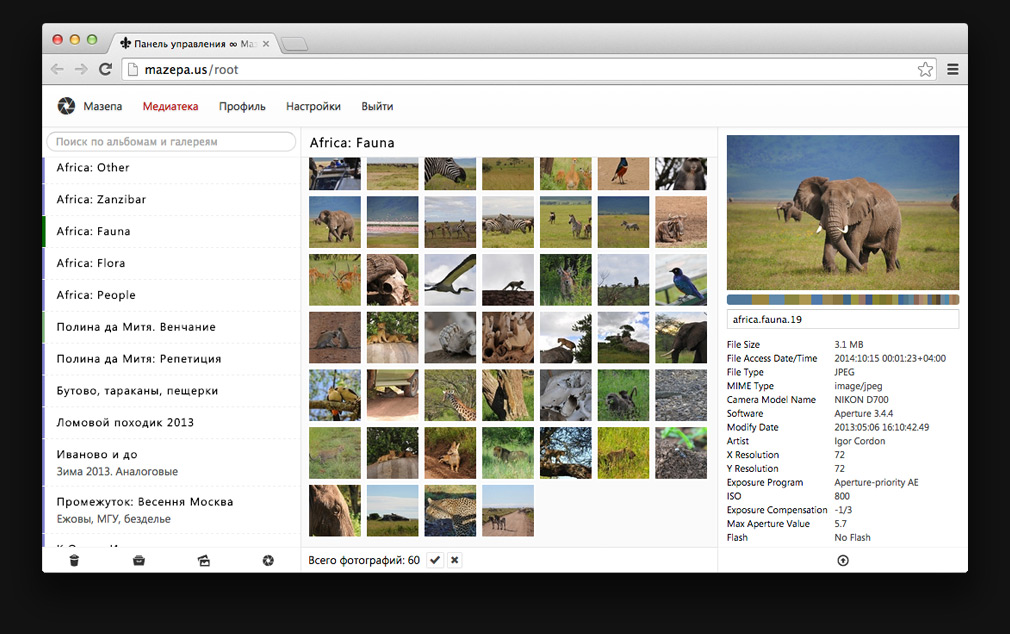 Панель управления ∞ Ma
mazepa.us/root
Мазепа Медиатека Профиль Настройки Выйти
Поиск по альбомам и галереям
Africa: Other
Africa: Zanzibar
Africa: Fauna
Africa: Flora
Africa: People
Полина да Митя. Венчание
Полина да Митя: Репетиция
Бутово, тараканы, пещерки
Ломовой походик 2013
Иваново и до
Зима 2013. Аналоговые
Промежуток: Весення Москва
Ежовы, МГУ, безделье
Africa: Fauna
Всего фотографий: 60
africa.fauna.19
File Size 3.1 MB
File Access Date/Time 2014:10:15 00:01:23+04:00
File Type JPEG
MIME Type image/jpeg
Camera Model Name NIKON D700
Software Aperture 3.4.4
Modify Date 2013:05:06 16:10:42.49
Artist Igor Cordon
X Resolution 72
Y Resolution 72
Exposure Program Aperture-priority AE
ISO 800
Exposure Compensation -1/3
Max Aperture Value 5.7
Flash No Flash